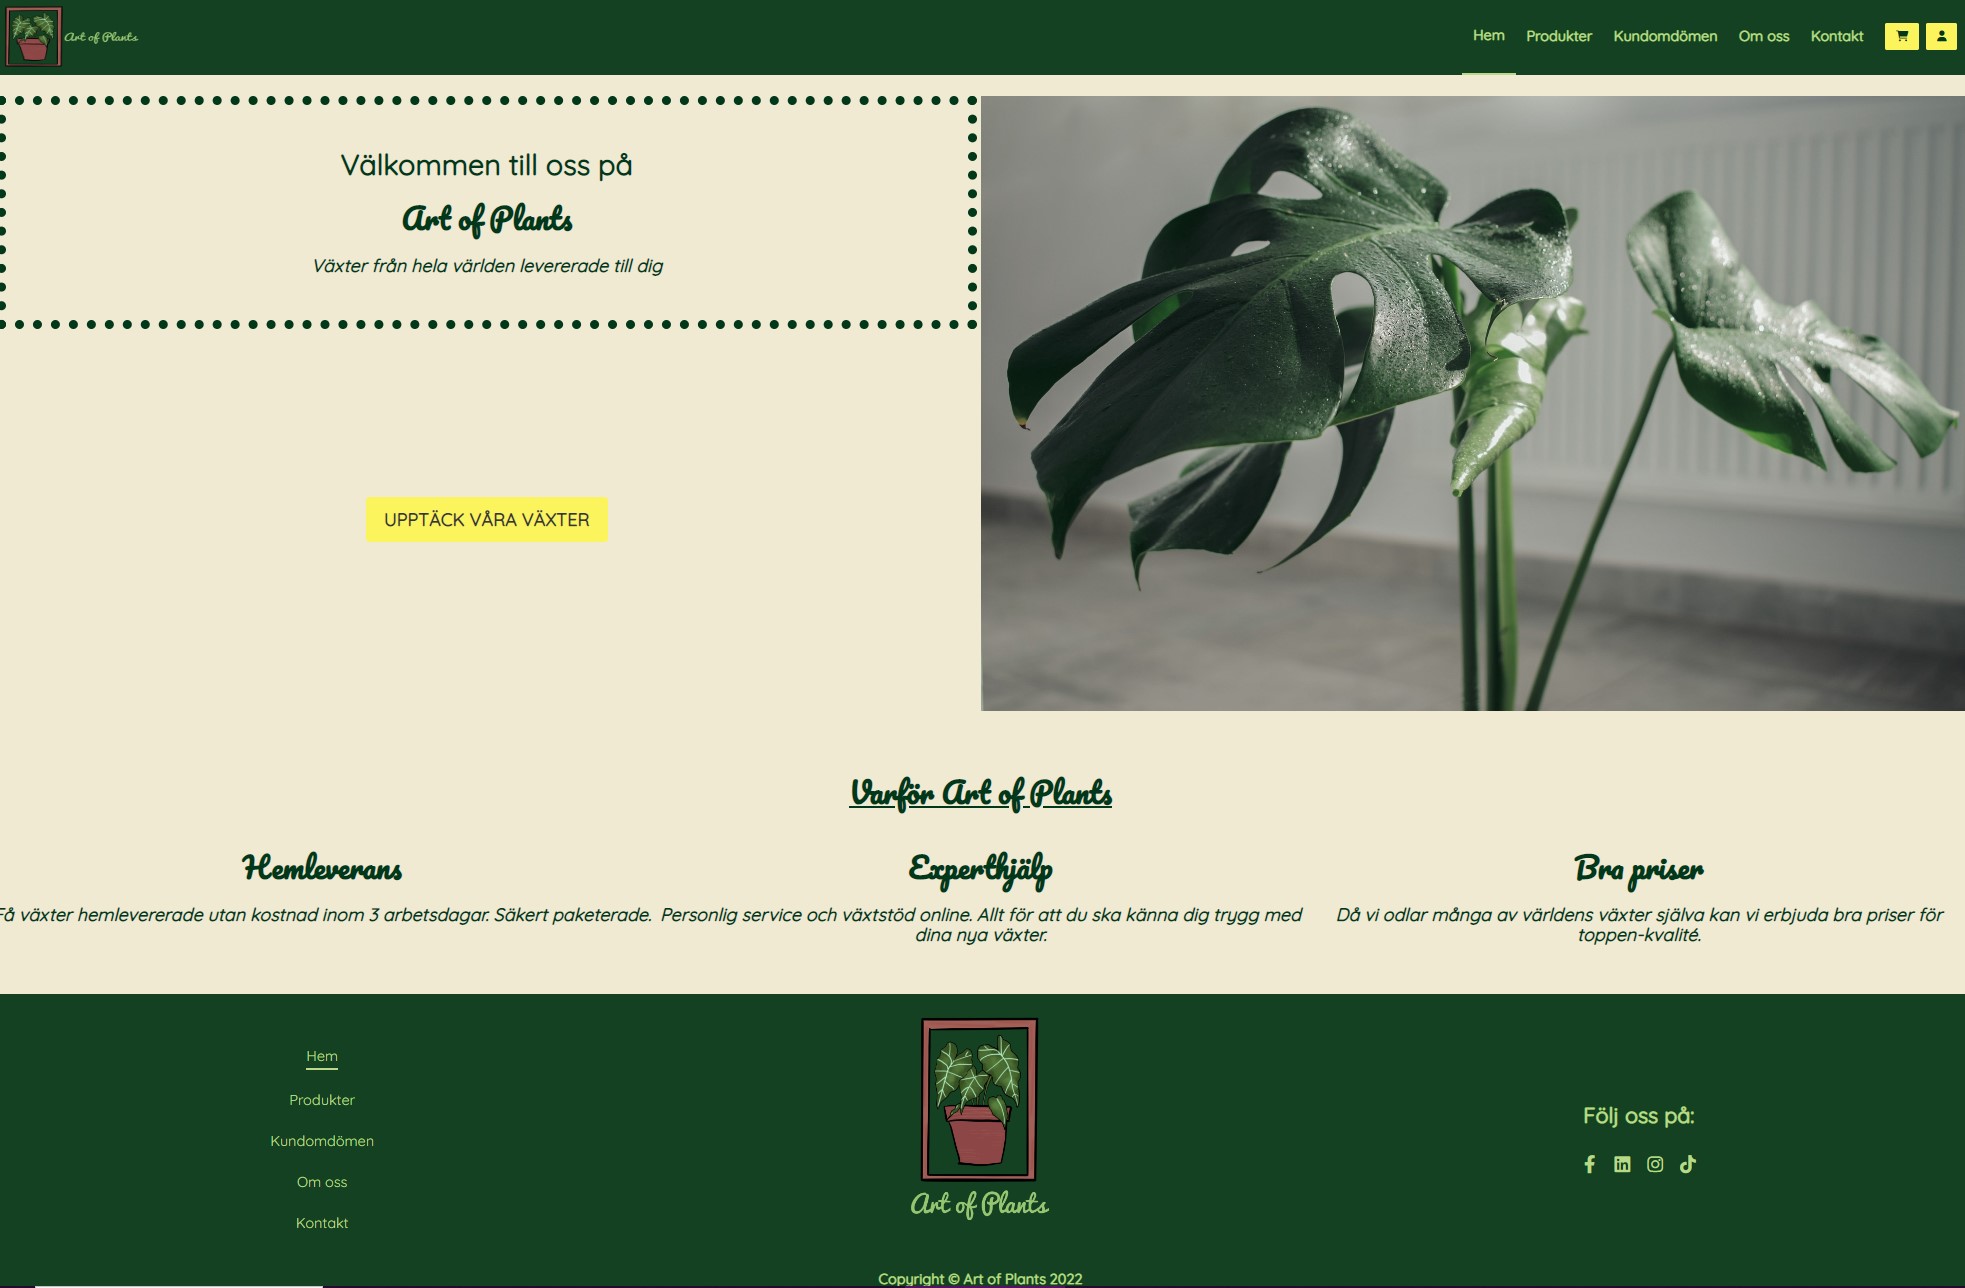 Art of Plants
Hem
Produkter
Kundomdömen
Om oss
Kontakt
Välkommen till oss på
Art of Plants
Växter från hela världen levererade till dig
UPPTÄCK VÅRA VÄXTER
Varför Art of Plants
Hemleverans
Få växter hemlevererade utan kostnad inom 3 arbetsdagar. Säkert paketerade.
Experthjälp
Personlig service och växtstöd online. Allt för att du ska känna dig trygg med
dina nya växter.
Bra priser
Då vi odlar många av världens växter själva kan vi erbjuda bra priser för
toppen-kvalité.
Hem
Produkter
Kundomdömen
Om oss
Kontakt
Art of Plants
Följ oss på:
Copyright © Art of Plants 2022